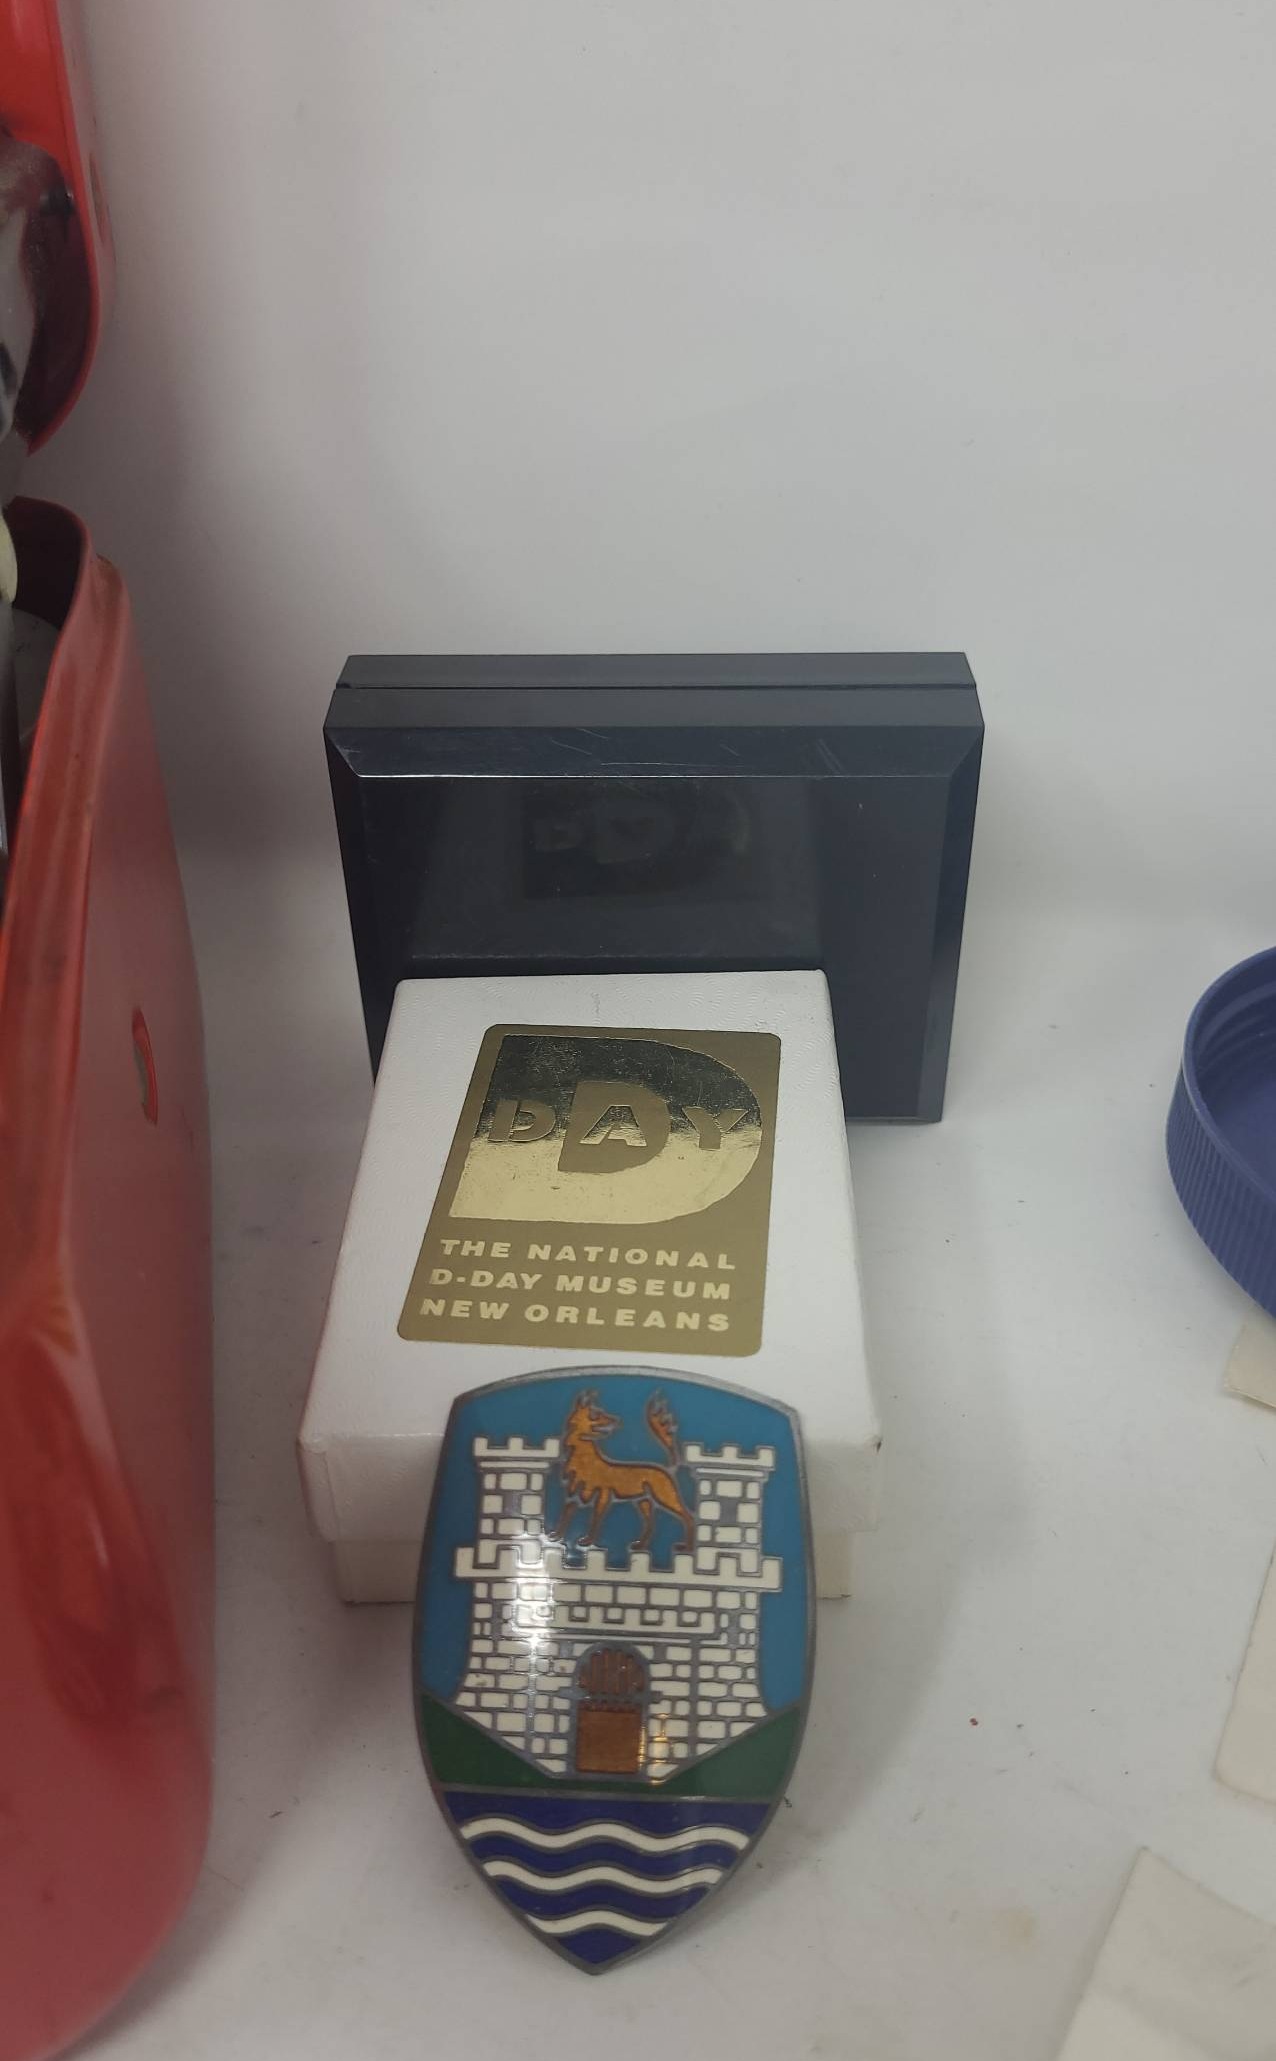 D DAY
THE NATIONAL
D-DAY MUSEUM
NEW ORLEANS